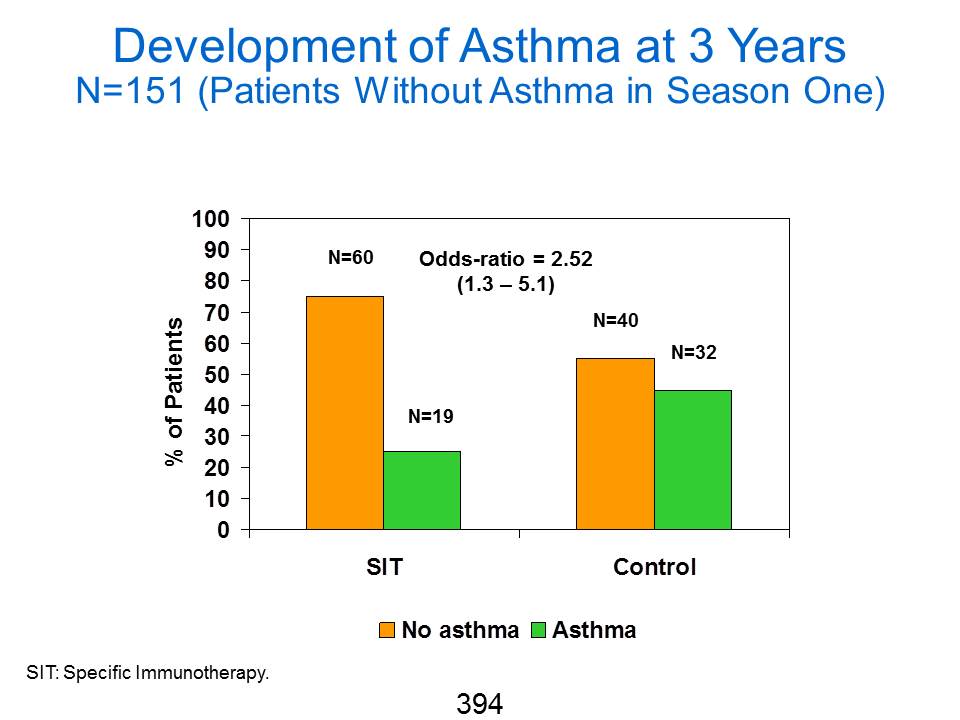 Development of Asthma at 3 Years
N=151 (Patients Without Asthma in Season One)
% of Patients
100
90
80
70
60
50
40
30
20
10
0
N=60
Odds-ratio = 2.52
(1.3 – 5.1)
N=19
N=40
N=32
SIT
Control
No asthma
Asthma
SIT: Specific Immunotherapy.
394